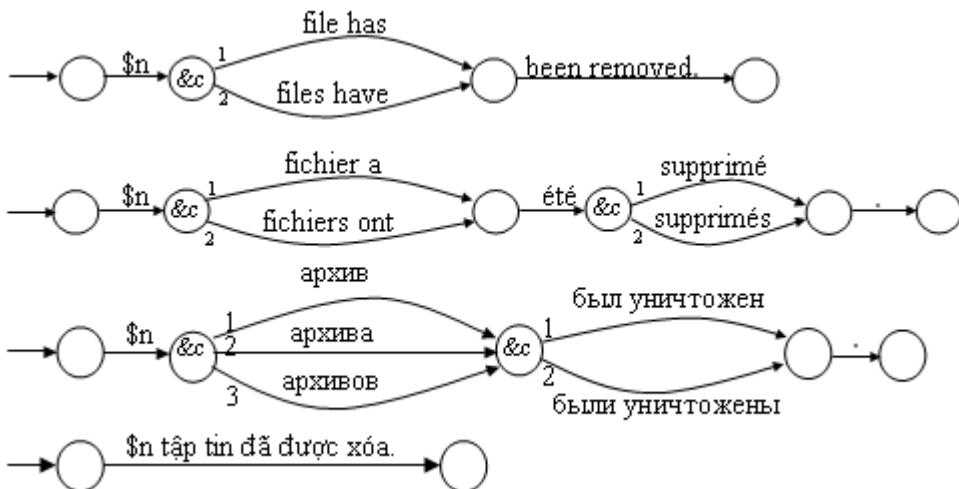 file has
$n &c 1 2 been removed.
files have
fichier a supprimé
$n &c 1 2 été &c 1 2 .
fichiers ont supprimés
архив был уничтожен
$n &c 1 2 3 архива &c 1 2 .
архивов были уничтожены
$n tập tin đã được xóa.